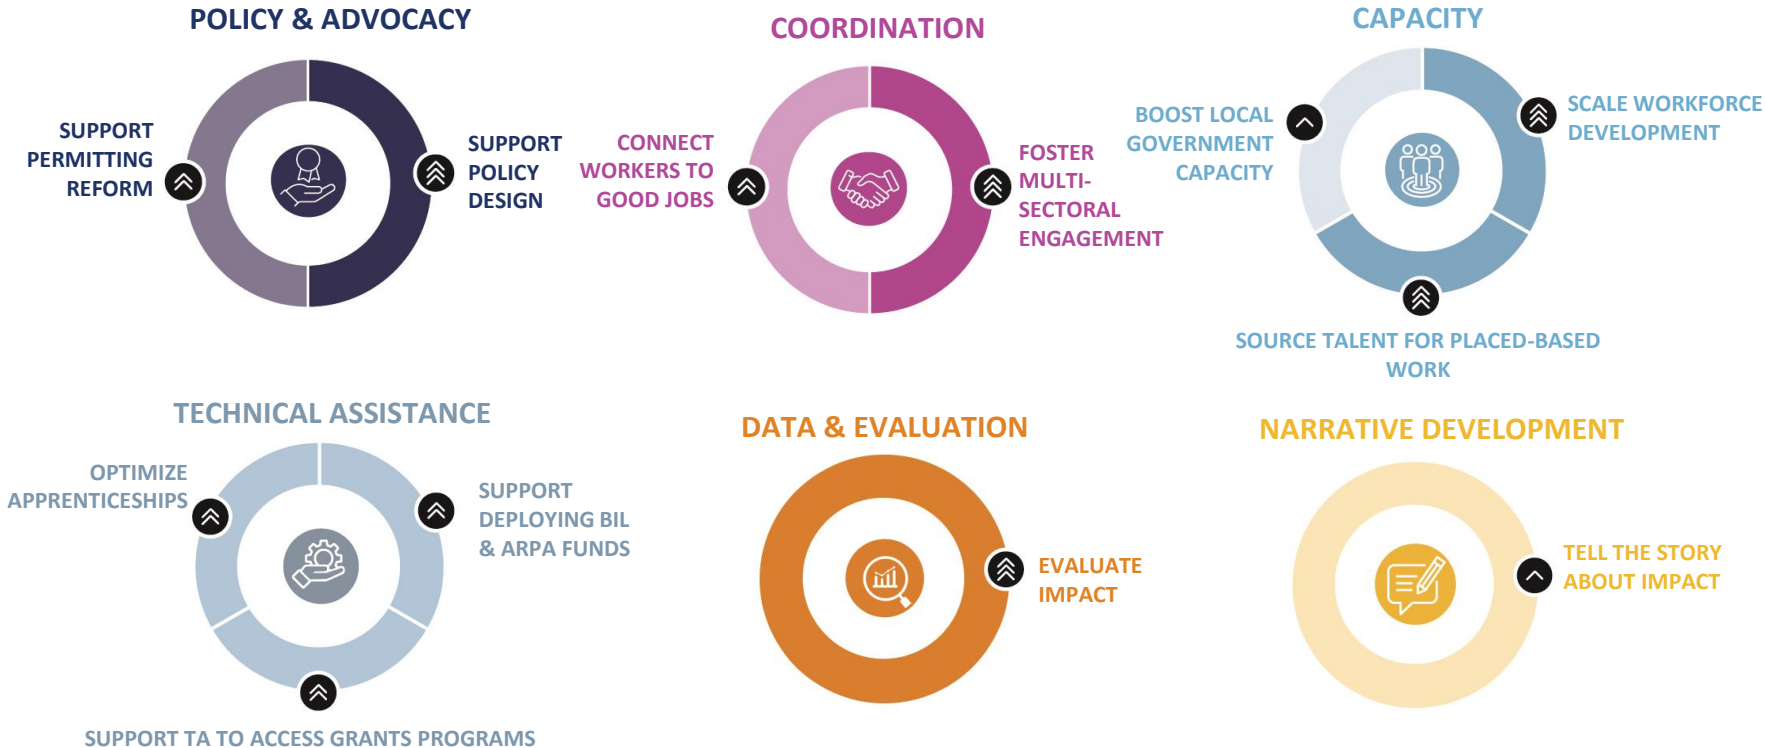 POLICY & ADVOCACY
SUPPORT
PERMITTING
REFORM
SUPPORT
POLICY
DESIGN
COORDINATION
CONNECT
WORKERS TO
GOOD JOBS
FOSTER
MULTI-
SECTORAL
ENGAGEMENT
CAPACITY
BOOST LOCAL
GOVERNMENT
CAPACITY
SCALE WORKFORCE
DEVELOPMENT
SOURCE TALENT FOR PLACED-BASED
WORK
TECHNICAL ASSISTANCE
OPTIMIZE
APPRENTICESHIPS
SUPPORT
DEPLOYING BIL
& ARPA FUNDS
SUPPORT TA TO ACCESS GRANTS PROGRAMS
DATA & EVALUATION
EVALUATE
IMPACT
NARRATIVE DEVELOPMENT
TELL THE STORY
ABOUT IMPACT